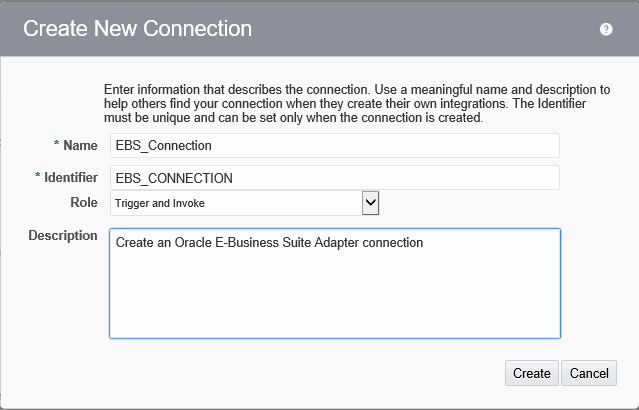 Create New Connection
?
Enter information that describes the connection. Use a meaningful name and description to
help others find your connection when they create their own integrations. The Identifier
must be unique and can be set only when the connection is created.
* Name EBS_Connection
* Identifier EBS_CONNECTION
Role Trigger and Invoke
Description Create an Oracle E-Business Suite Adapter connection
Create Cancel